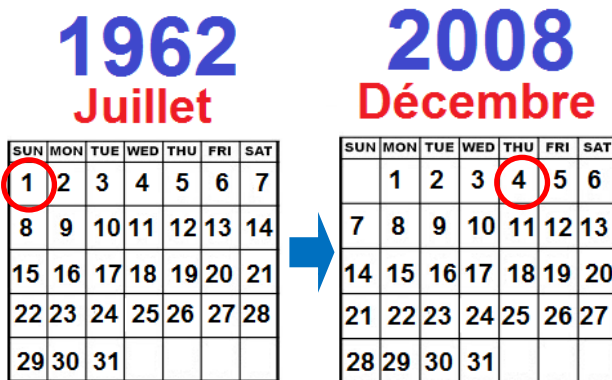 1962
Juillet
SUN MON TUE WED THU FRI SAT
1 2 3 4 5 6 7
8 9 10 11 12 13 14
15 16 17 18 19 20 21
22 23 24 25 26 27 28
29 30 31
2008
Décembre
SUN MON TUE WED THU FRI SAT
1 2 3 4 5 6
7 8 9 10 11 12 13
14 15 16 17 18 19 20
21 22 23 24 25 26 27
28 29 30 31